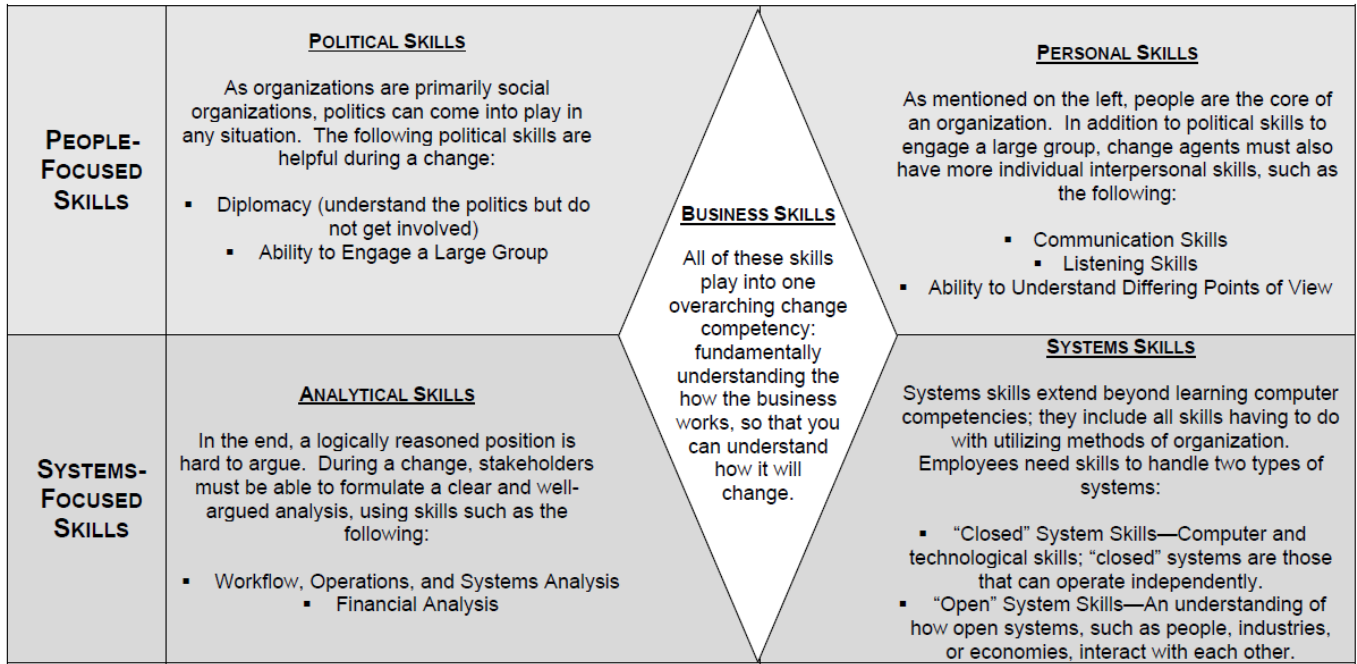 PEOPLE-
FOCUSED
SKILLS
POLITICAL SKILLS
As organizations are primarily social
organizations, politics can come into play in
any situation.  The following political skills are
helpful during a change:
▪ Diplomacy (understand the politics but do
not get involved)
▪ Ability to Engage a Large Group
BUSINESS SKILLS
All of these skills
play into one
overarching change
competency:
fundamentally
understanding the
how the business
works, so that you
can understand
how it will
change.
PERSONAL SKILLS
As mentioned on the left, people are the core of
an organization.  In addition to political skills to
engage a large group, change agents must also
have more individual interpersonal skills, such as
the following:
▪ Communication Skills
▪ Listening Skills
▪ Ability to Understand Differing Points of View
SYSTEMS-
FOCUSED
SKILLS
ANALYTICAL SKILLS
In the end, a logically reasoned position is
hard to argue.  During a change, stakeholders
must be able to formulate a clear and well-
argued analysis, using skills such as the
following:
▪ Workflow, Operations, and Systems Analysis
▪ Financial Analysis
SYSTEMS SKILLS
Systems skills extend beyond learning computer
competencies; they include all skills having to do
with utilizing methods of organization.
Employees need skills to handle two types of
systems:
▪ “Closed” System Skills—Computer and
technological skills; “closed” systems are those
that can operate independently.
▪ “Open” System Skills—An understanding of
how open systems, such as people, industries,
or economies, interact with each other.